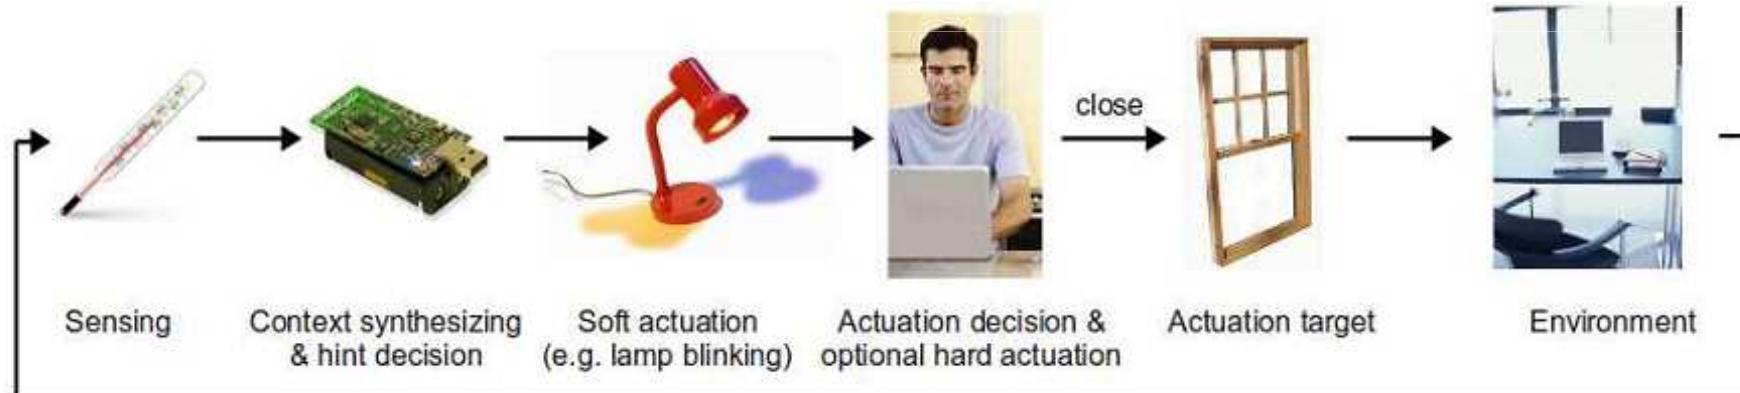 close
Sensing
Context synthesizing
& hint decision
Soft actuation
(e.g. lamp blinking)
Actuation decision &
optional hard actuation
Actuation target
Environment